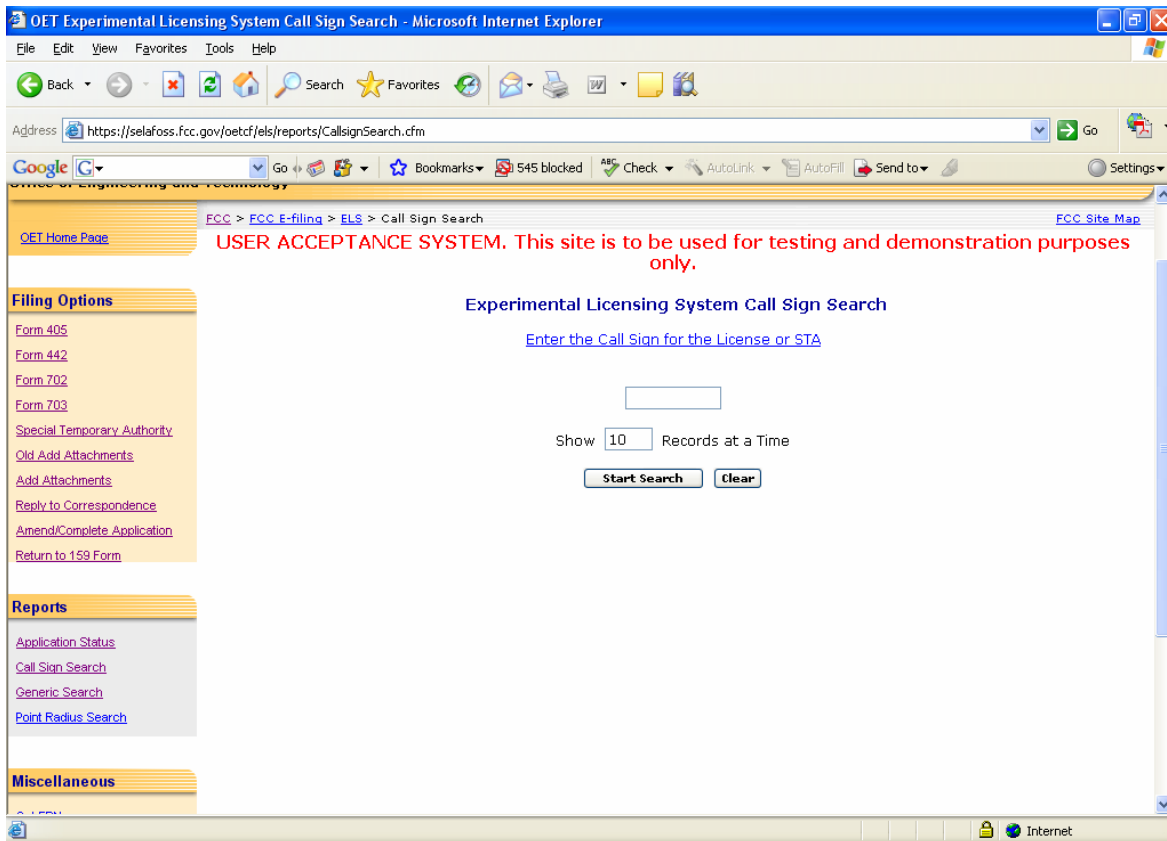 OET Experimental Licensing System Call Sign Search - Microsoft Internet Explorer
File Edit View Favorites Tools Help
Back Search Favorites
Address https://selafoss.fcc.gov/oetcf/els/reports/CallsignSearch.cfm Go
Google G Go Bookmarks 545 blocked ABC Check AutoLink AutoFill Send to Settings
Office of Engineering and Technology
FCC > FCC E-filing > ELS > Call Sign Search FCC Site Map
OET Home Page
USER ACCEPTANCE SYSTEM. This site is to be used for testing and demonstration purposes
only.
Filing Options
Form 405
Form 442
Form 702
Form 703
Special Temporary Authority
Old Add Attachments
Add Attachments
Reply to Correspondence
Amend/Complete Application
Return to 159 Form
Reports
Application Status
Call Sign Search
Generic Search
Point Radius Search
Miscellaneous
Experimental Licensing System Call Sign Search
Enter the Call Sign for the License or STA
Show 10 Records at a Time
Start Search Clear
Internet